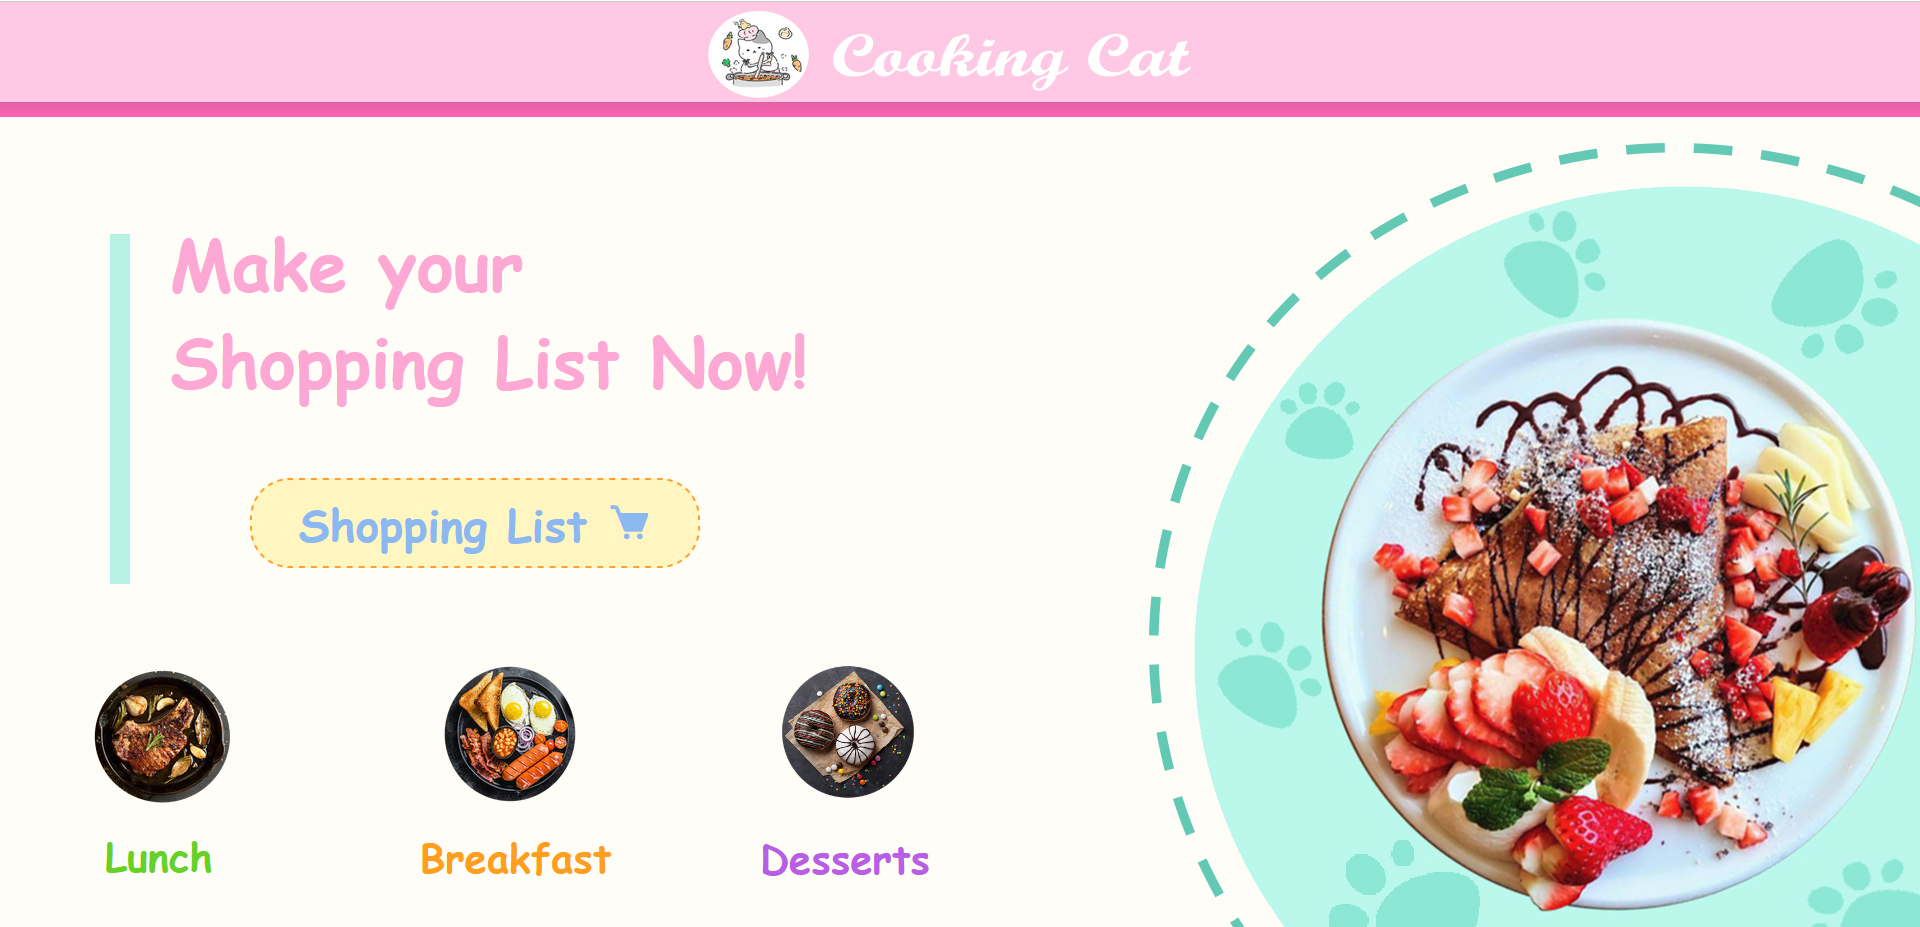 Cooking Cat
Make your
Shopping List Now!
Shopping List
Lunch
Breakfast
Desserts